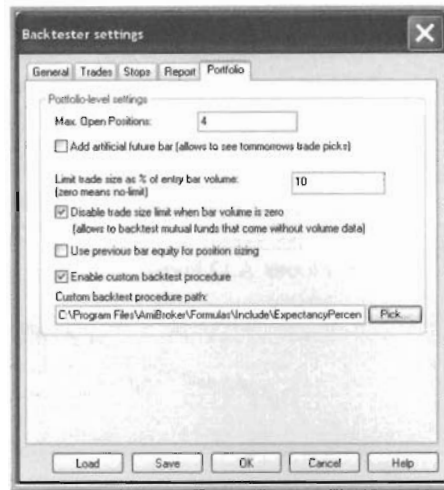 Backtester settings
General Trades Stops Report Portfolio
Portfolio-level settings
Max. Open Positions: 4
Add artificial future bar (allows to see tommorrows trade picks)
Limit trade size as % of entry bar volume: 10
(zero means no-limit)
Disable trade size limit when bar volume is zero
(allows to backtest mutual funds that come without volume data)
Use previous bar equity for position sizing
Enable custom backtest procedure
Custom backtest procedure path:
C:\Program Files\AmiBroker\Formulas\Include\ExpectancyPercen Pick...
Load Save OK Cancel Help